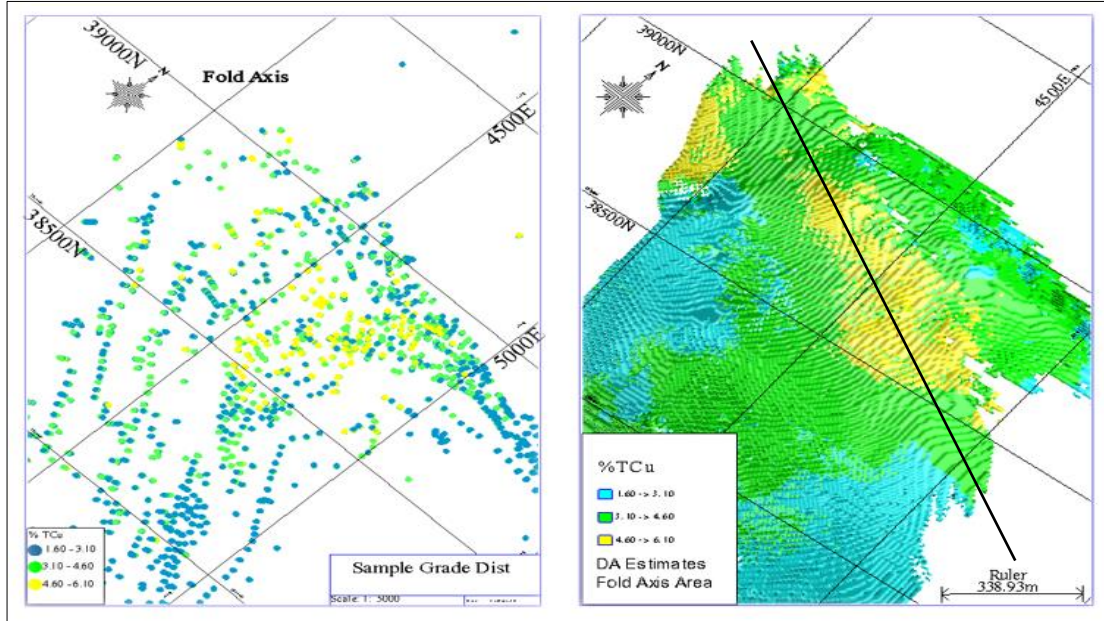 39000N
Fold Axis
N
4500E
38500N
5000E
% TCu
1.60 - 3.10
3.10 - 4.60
4.60 - 6.10
Sample Grade Dist
Scale: 1: 5000
39000N
N
4500E
38500N
%TCu
1.60 -> 3.10
3.10 -> 4.60
4.60 -> 6.10
DA Estimates
Fold Axis Area
Ruler
338.93m